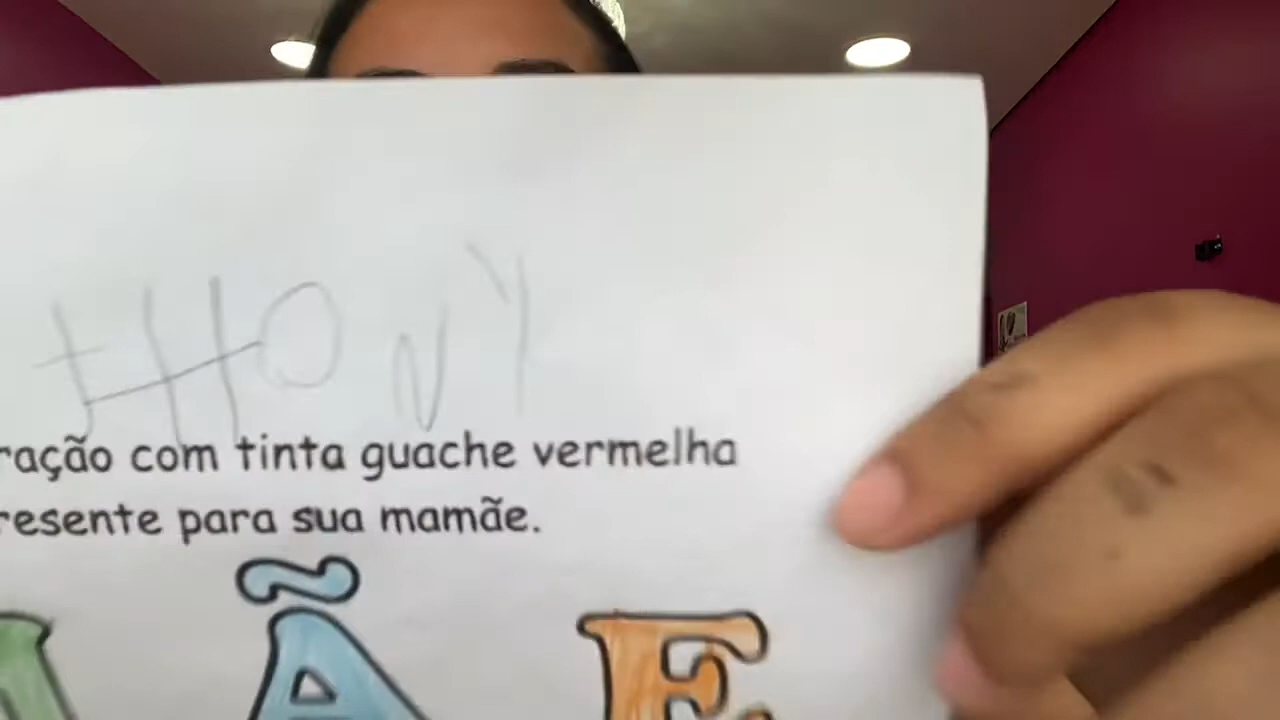 tHONY
ração com tinta guache vermelha
resente para sua mamãe.
ÃE